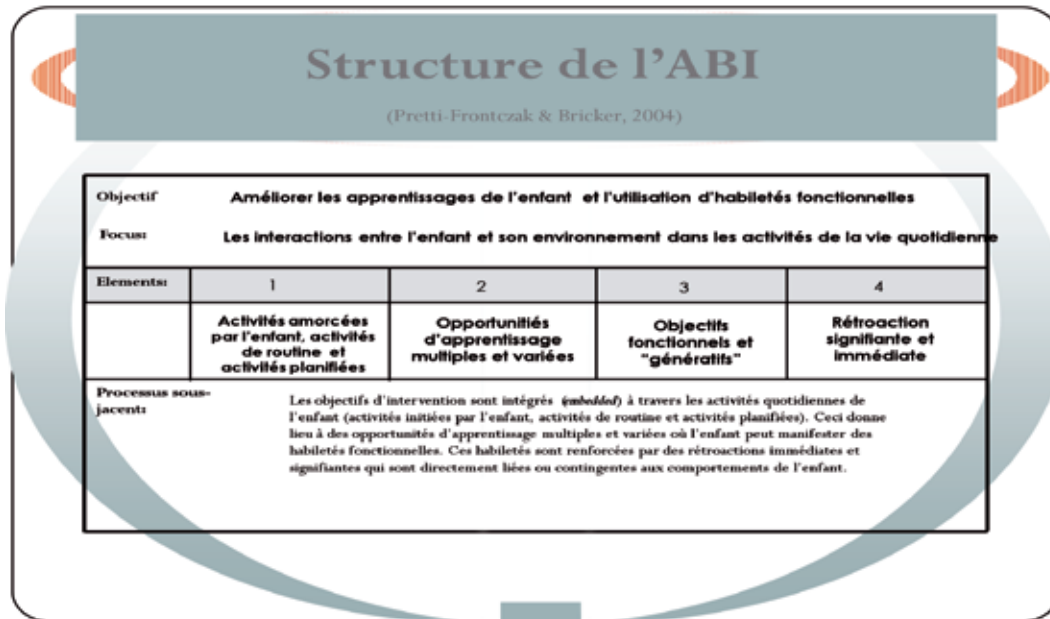 Structure de l'ABI
(Pretti-Frontczak & Bricker, 2004)
Objectif Améliorer les apprentissages de l'enfant et l'utilisation d'habiletés fonctionnelles
Focus: Les interactions entre l'enfant et son environnement dans les activités de la vie quotidienne
Elements: 1 2 3 4
Activités amorcées
par l'enfant, activités
de routine et
activités planifiées
Opportunitiés
d'apprentissage
multiples et variées
Objectifs
fonctionnels et
"génératifs"
Rétroaction
signifiante et
immédiate
Processus sous-
jacent:
Les objectifs d'intervention sont intégrés (embedded) à travers les activités quotidiennes de
l'enfant (activités initiées par l'enfant, activités de routine et activités planifiées). Ceci donne
lieu à des opportunités d'apprentissage multiples et variées où l'enfant peut manifester des
habiletés fonctionnelles. Ces habiletés sont renforcées par des rétroactions immédiates et
signifiantes qui sont directement liées ou contingentes aux comportements de l'enfant.